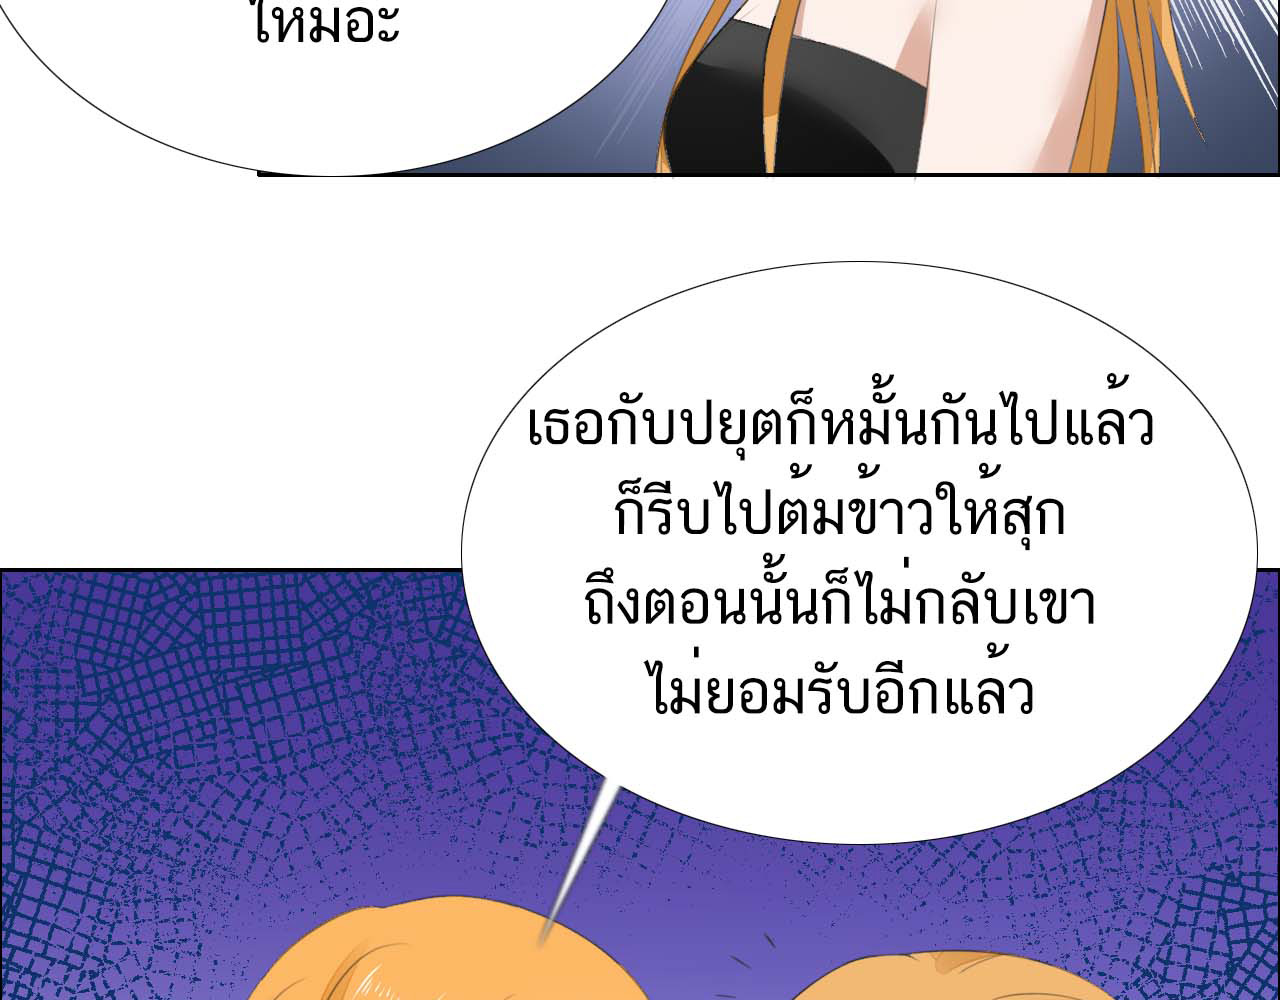 ไหมอะ
เธอกับปยุตก็หมั้นกันไปแล้ว
ก็รีบไปต้มข้าวให้สุก
ถึงตอนนั้นก็ไม่กลับเขา
ไม่ยอมรับอีกแล้ว